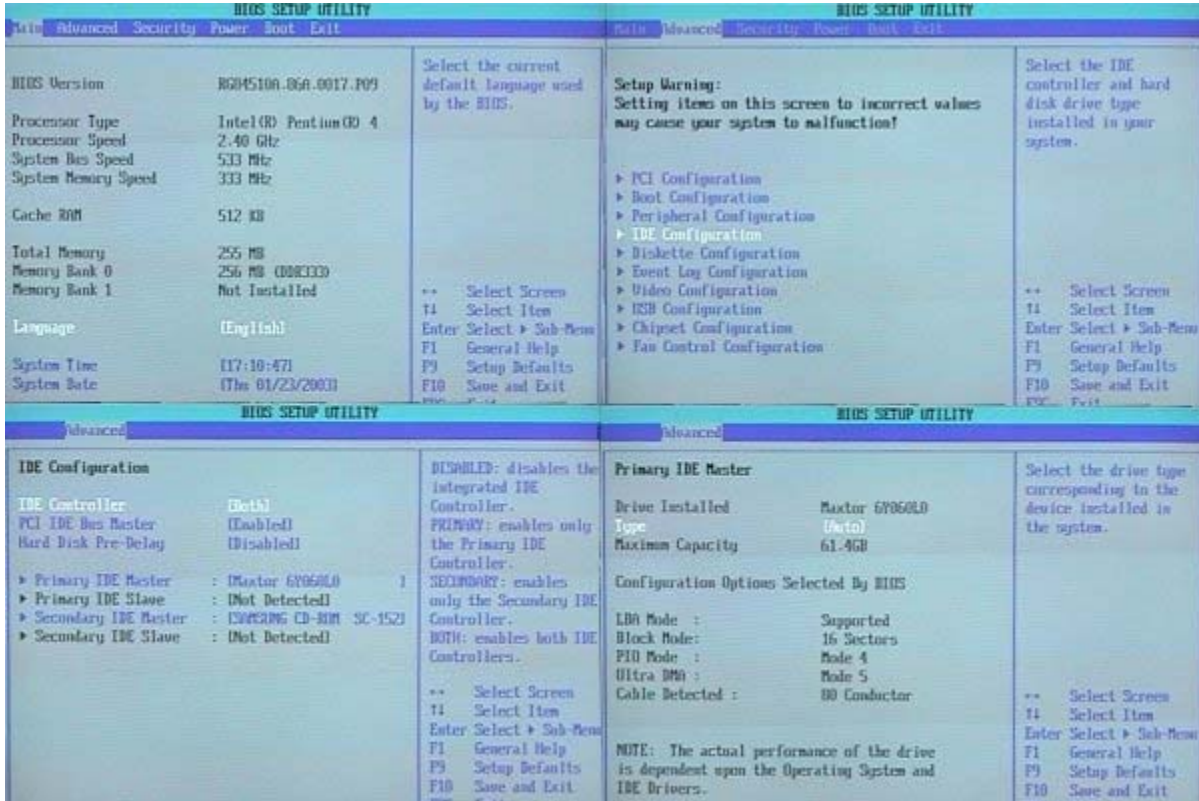 BIOS SETUP UTILITY
Main Advanced Security Power Boot Exit
BIOS Version RG84510A.86A.0017.P09
Processor Type Intel(R) Pentium(R) 4
Processor Speed 2.40 GHz
System Bus Speed 533 MHz
System Memory Speed 333 MHz
Cache RAM 512 KB
Total Memory 255 MB
Memory Bank 0 256 MB (DDR333)
Memory Bank 1 Not Installed
Language [English]
System Time [17:10:47]
System Date [Thu 01/23/2003]
Select the current
default language used
by the BIOS.
↔ Select Screen
↑↓ Select Item
Enter Select ▶ Sub-Menu
F1 General Help
F9 Setup Defaults
F10 Save and Exit
BIOS SETUP UTILITY
Main Advanced Security Power Boot Exit
Setup Warning:
Setting items on this screen to incorrect values
may cause your system to malfunction!
▶ PCI Configuration
▶ Boot Configuration
▶ Peripheral Configuration
▶ IDE Configuration
▶ Diskette Configuration
▶ Event Log Configuration
▶ Video Configuration
▶ USB Configuration
▶ Chipset Configuration
▶ Fan Control Configuration
Select the IDE
controller and hard
disk drive type
installed in your
system.
↔ Select Screen
↑↓ Select Item
Enter Select ▶ Sub-Menu
F1 General Help
F9 Setup Defaults
F10 Save and Exit
ESC Exit
BIOS SETUP UTILITY
Advanced
IDE Configuration
IDE Controller [Both]
PCI IDE Bus Master [Enabled]
Hard Disk Pre-Delay [Disabled]
▶ Primary IDE Master : [Maxtor 6Y060L0 ]
▶ Primary IDE Slave : [Not Detected]
▶ Secondary IDE Master : [SAMSUNG CD-ROM SC-152]
▶ Secondary IDE Slave : [Not Detected]
DISABLED: disables the
integrated IDE
Controller.
PRIMARY: enables only
the Primary IDE
Controller.
SECONDARY: enables
only the Secondary IDE
Controller.
BOTH: enables both IDE
Controllers.
↔ Select Screen
↑↓ Select Item
Enter Select ▶ Sub-Menu
F1 General Help
F9 Setup Defaults
F10 Save and Exit
BIOS SETUP UTILITY
Advanced
Primary IDE Master
Drive Installed Maxtor 6Y060L0
Type [Auto]
Maximum Capacity 61.4GB
Configuration Options Selected By BIOS
LBA Mode : Supported
Block Mode: 16 Sectors
PIO Mode : Mode 4
Ultra DMA : Mode 5
Cable Detected : 80 Conductor
NOTE: The actual performance of the drive
is dependent upon the Operating System and
IDE Drivers.
Select the drive type
corresponding to the
device installed in
the system.
↔ Select Screen
↑↓ Select Item
Enter Select ▶ Sub-Menu
F1 General Help
F9 Setup Defaults
F10 Save and Exit